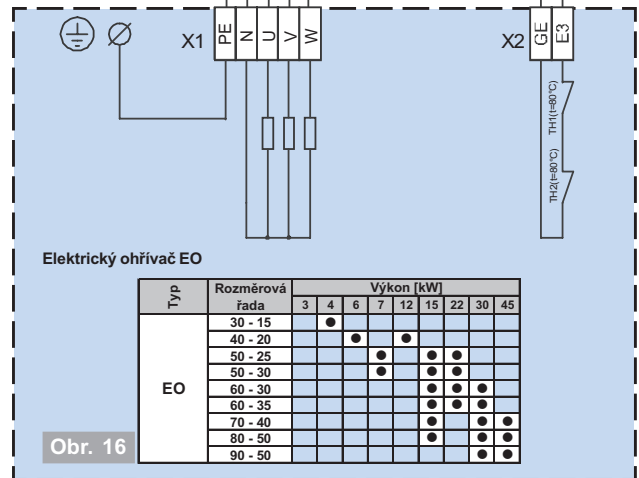 X1 PE N U V W X2 GE E3
TH1(t=80°C)
TH2(t=80°C)
Elektrický ohřívač EO
Typ Rozměrová řada Výkon [kW]
3 4 6 7 12 15 22 30 45
EO
30 - 15 ●
40 - 20 ● ●
50 - 25 ● ● ●
50 - 30 ● ● ●
60 - 30 ● ● ●
60 - 35 ● ● ●
70 - 40 ● ● ●
80 - 50 ● ● ●
90 - 50 ● ●
Obr. 16